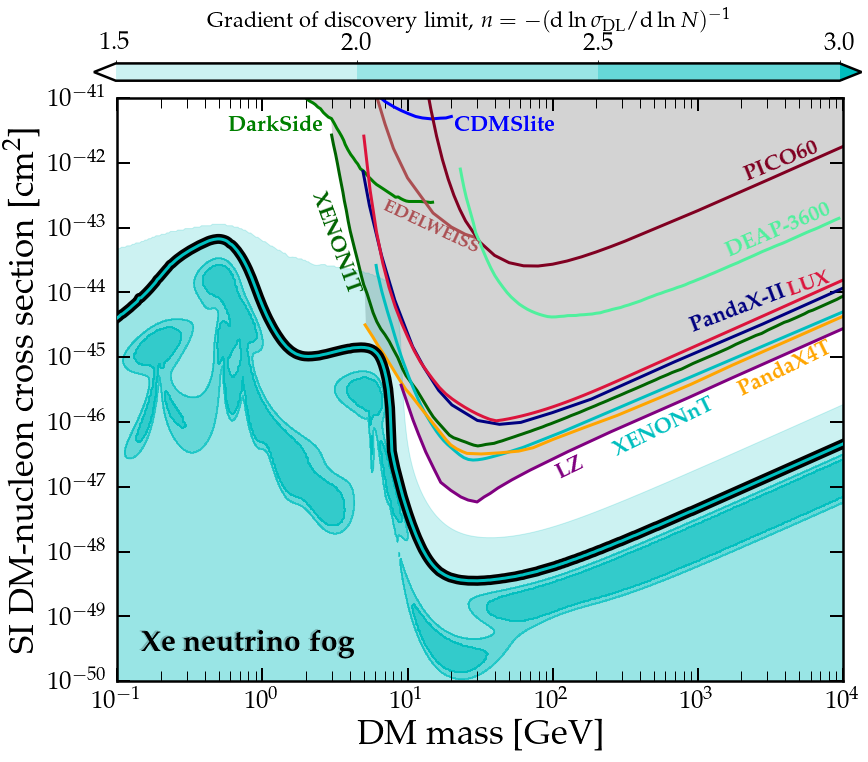 Gradient of discovery limit, n = −(d ln σ_DL/d ln N)^−1
1.5 2.0 2.5 3.0
SI DM-nucleon cross section [cm^2]
10^−41
10^−42
10^−43
10^−44
10^−45
10^−46
10^−47
10^−48
10^−49
10^−50
DarkSide
CDMSlite
PICO60
XENON1T
EDELWEISS
DEAP-3600
PandaX-II
LUX
PandaX4T
XENONnT
LZ
Xe neutrino fog
10^−1 10^0 10^1 10^2 10^3 10^4
DM mass [GeV]